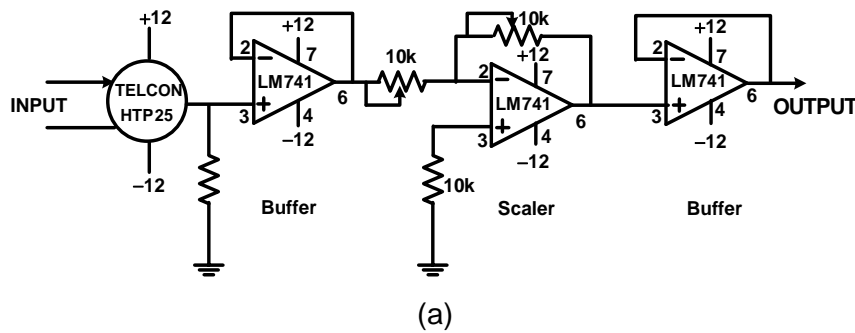 +12
INPUT
TELCON
HTP25
–12
+12
2
7
LM741
3
4
6
–12
Buffer
10k
10k
+12
2
7
LM741
3
4
6
–12
10k
Scaler
+12
2
7
LM741
3
4
6
–12
Buffer
OUTPUT
(a)